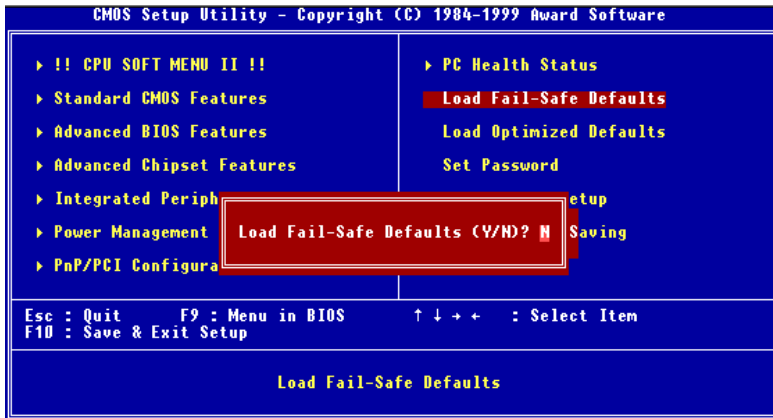 CMOS Setup Utility - Copyright (C) 1984-1999 Award Software
!! CPU SOFT MENU II !!
Standard CMOS Features
Advanced BIOS Features
Advanced Chipset Features
Integrated Periph
Power Management
PnP/PCI Configura
PC Health Status
Load Fail-Safe Defaults
Load Optimized Defaults
Set Password
etup
Saving
Load Fail-Safe Defaults (Y/N)? N
Esc : Quit F9 : Menu in BIOS ↑ ↓ → ← : Select Item
F10 : Save & Exit Setup
Load Fail-Safe Defaults